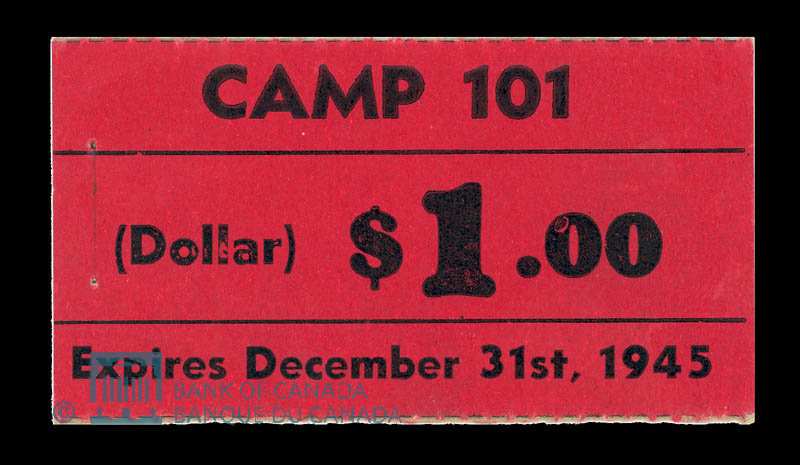 CAMP 101
(Dollar) $1.00
Expires December 31st, 1945
© BANK OF CANADA
BANQUE DU CANADA